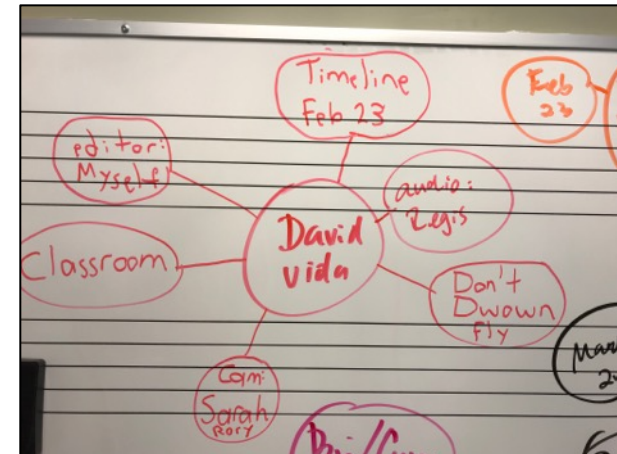 Timeline
Feb 23
Feb
23
editor:
Myself
audio:
Regis
David
vida
Classroom
Don't
Dwown
fly
Cam:
Sarah
Rory